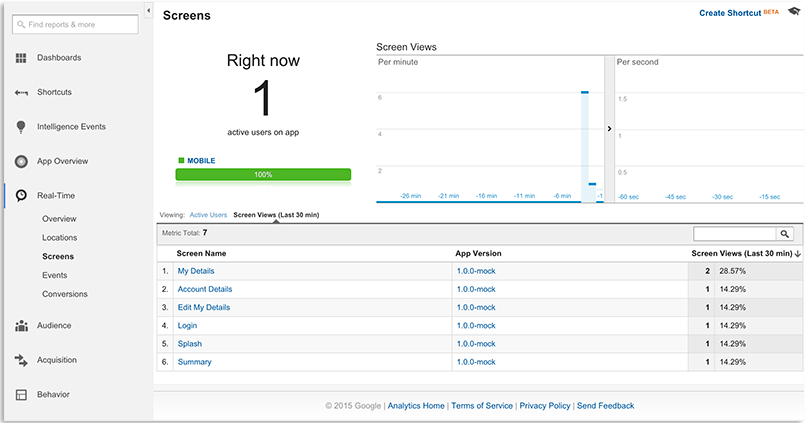 Find reports & more
Dashboards
Shortcuts
Intelligence Events
App Overview
Real-Time
Overview
Locations
Screens
Events
Conversions
Audience
Acquisition
Behavior
Screens
Create Shortcut BETA
Right now
1
active users on app
MOBILE
100%
Screen Views
Per minute
6
4
2
-26 min -21 min -16 min -11 min -6 min -1
Per second
1.5
1
0.5
-60 sec -45 sec -30 sec -15 sec
Viewing: Active Users Screen Views (Last 30 min)
Metric Total: 7
Screen Name App Version Screen Views (Last 30 min)
1. My Details 1.0.0-mock 2 28.57%
2. Account Details 1.0.0-mock 1 14.29%
3. Edit My Details 1.0.0-mock 1 14.29%
4. Login 1.0.0-mock 1 14.29%
5. Splash 1.0.0-mock 1 14.29%
6. Summary 1.0.0-mock 1 14.29%
© 2015 Google | Analytics Home | Terms of Service | Privacy Policy | Send Feedback